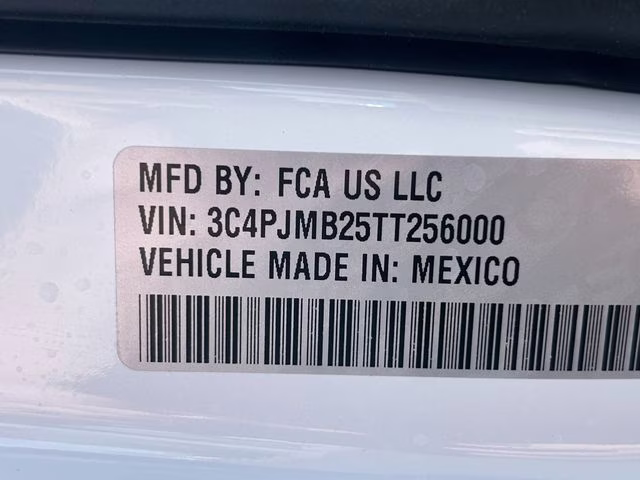 MFD BY: FCA US LLC
VIN: 3C4PJMB25TT256000
VEHICLE MADE IN: MEXICO